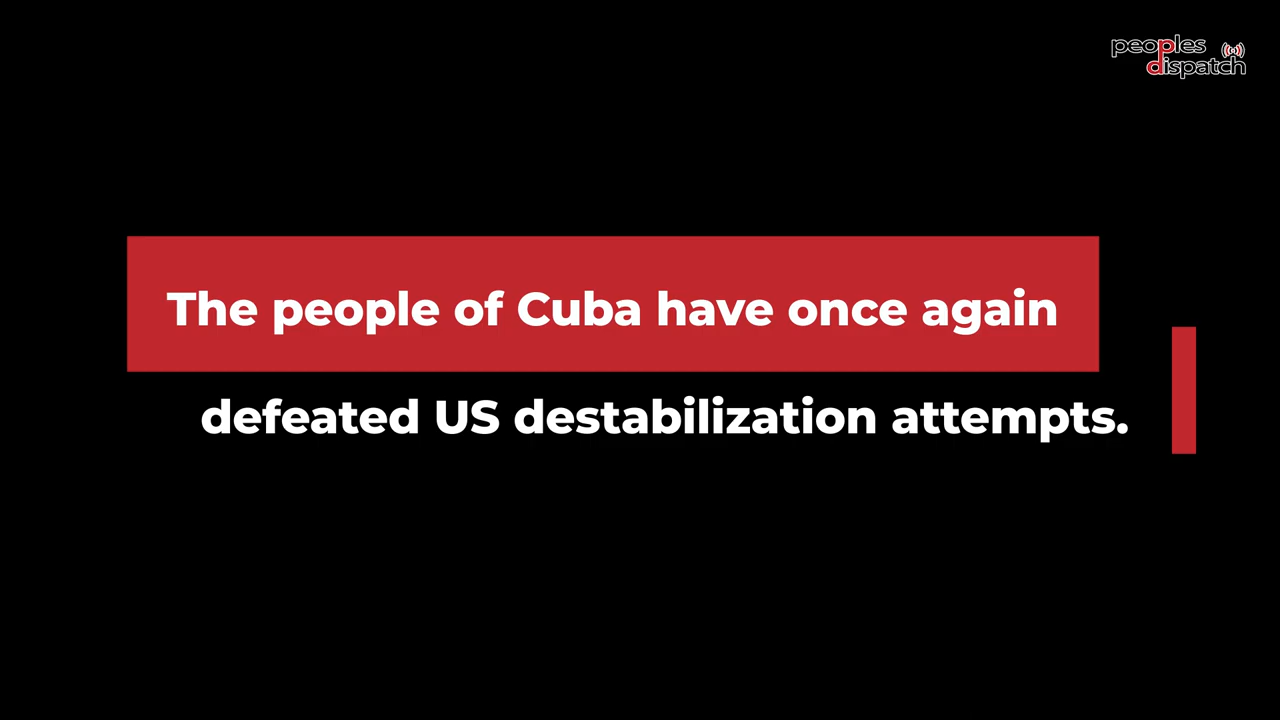 peoples
dispatch
The people of Cuba have once again
defeated US destabilization attempts.